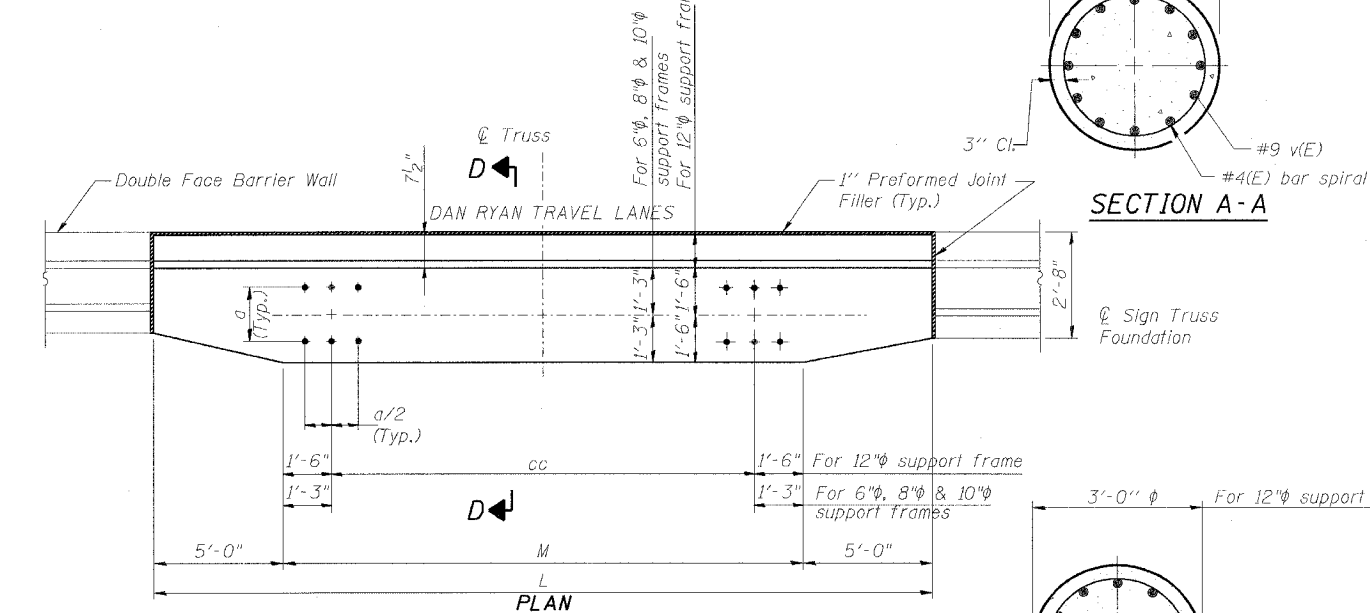 For 6"φ, 8"φ & 10"φ
support frames
For 12"φ support
℄ Truss
D
7½"
Double Face Barrier Wall
DAN RYAN TRAVEL LANES
1" Preformed Joint
Filler (Typ.)
3" Cl.
#9 v(E)
#4(E) bar spiral
SECTION A-A
a
(Typ.)
1'-3"
1'-3"
1'-6"
1'-6"
2'-8"
℄ Sign Truss
Foundation
a/2
(Typ.)
1'-6"
cc
1'-6" For 12"φ support frame
1'-3"
1'-3" For 6"φ, 8"φ & 10"φ
support frames
D
3'-0" φ
For 12"φ support
5'-0"
M
5'-0"
L
PLAN